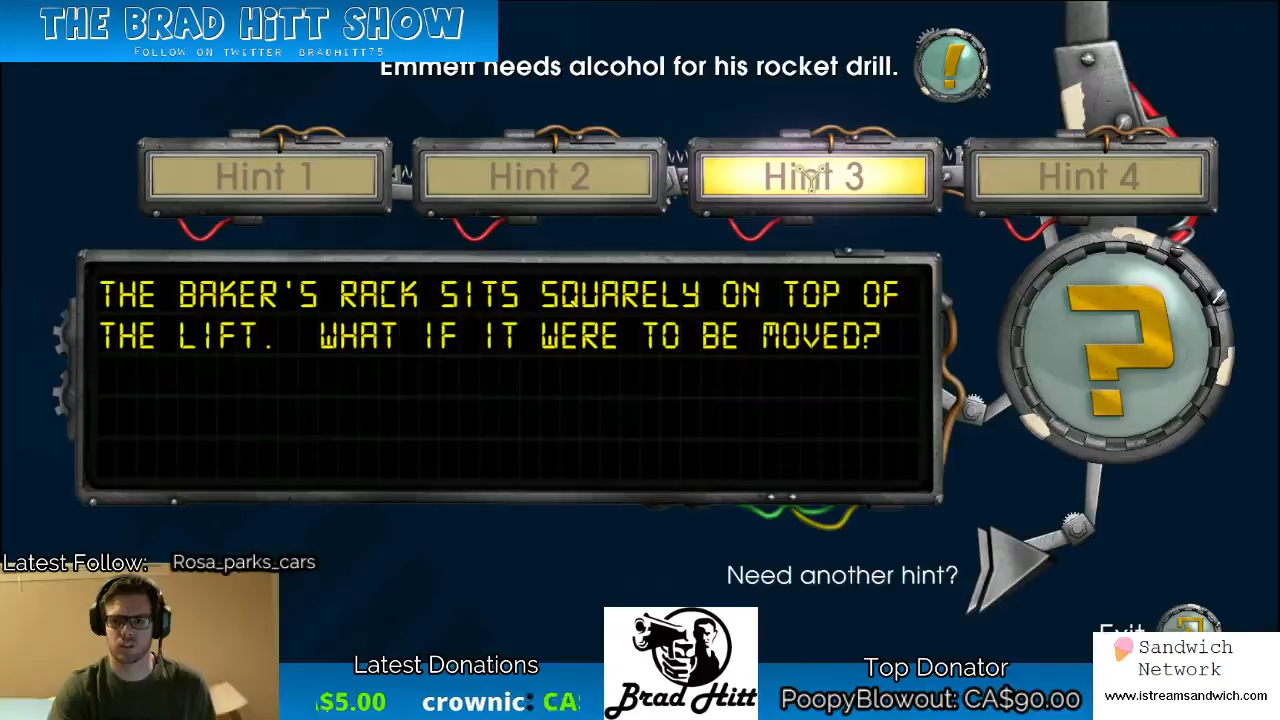 THE BRAD HiTT SHOW
FOLLOW ON TWITTER BRADHITT75
Emmett needs alcohol for his rocket drill.
Hint 1
Hint 2
Hint 3
Hint 4
THE BAKER'S RACK SITS SQUARELY ON TOP OF
THE LIFT. WHAT IF IT WERE TO BE MOVED?
?
Need another hint?
Exit
Latest Follow: Rosa_parks_cars
Latest Donations
$5.00 crownic: CA
Brad Hitt
Top Donator
PoopyBlowout: CA$90.00
Sandwich
Network
www.istreamsandwich.com